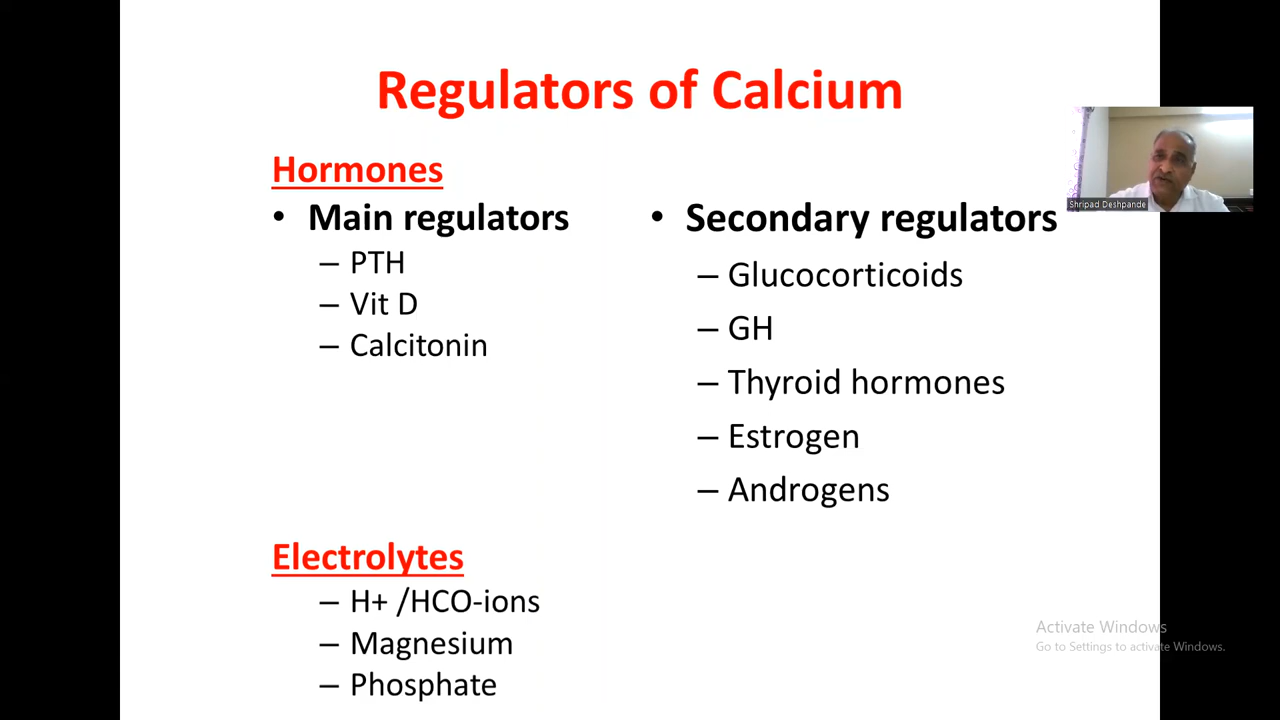 Regulators of Calcium
Hormones
• Main regulators
– PTH
– Vit D
– Calcitonin
• Secondary regulators
– Glucocorticoids
– GH
– Thyroid hormones
– Estrogen
– Androgens
Electrolytes
– H+ /HCO-ions
– Magnesium
– Phosphate
Shripad Deshpande
Activate Windows
Go to Settings to activate Windows.